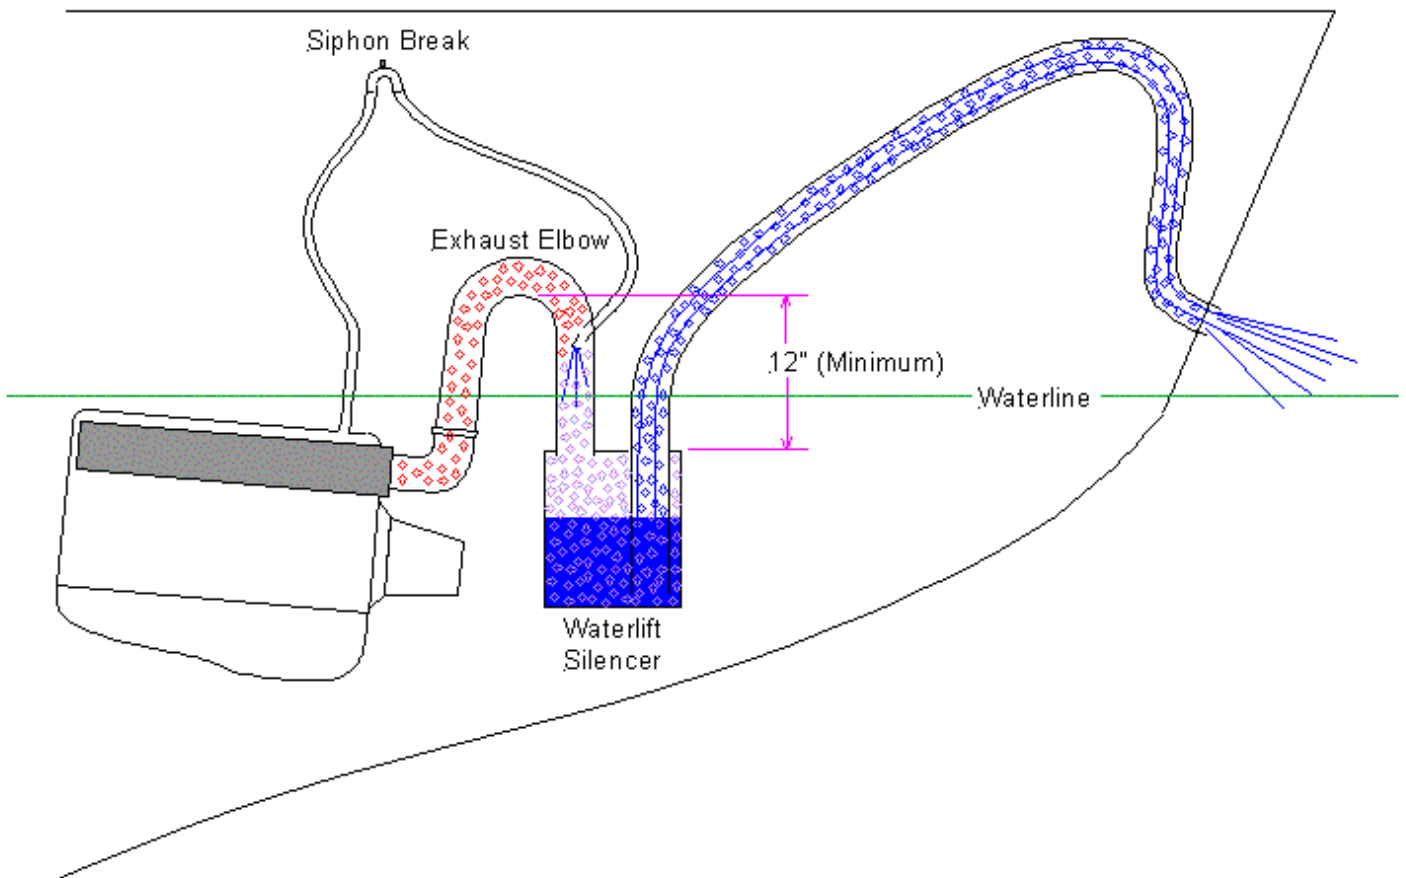 Siphon Break
Exhaust Elbow
12" (Minimum)
Waterline
Waterlift
Silencer